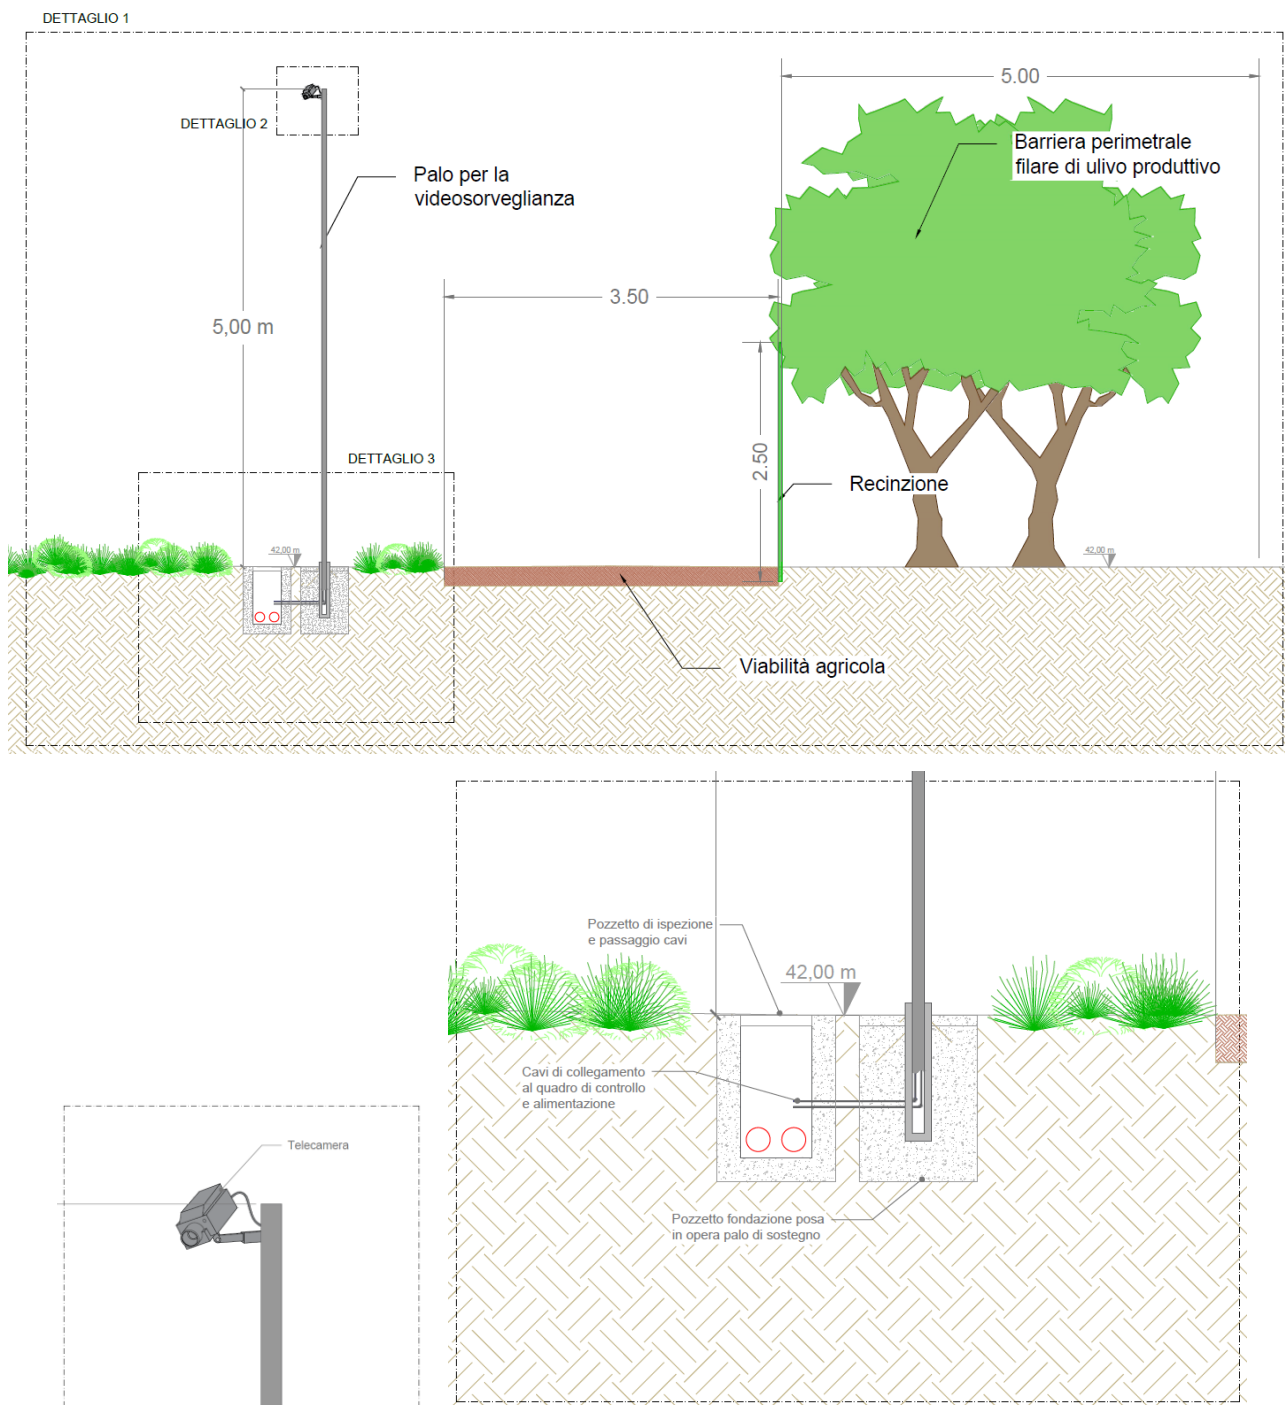 DETTAGLIO 1
5.00
DETTAGLIO 2
Barriera perimetrale
filare di ulivo produttivo
Palo per la
videosorveglianza
3.50
5,00 m
DETTAGLIO 3
2.50
Recinzione
42,00 m
42,00 m
Viabilità agricola
Pozzetto di ispezione
e passaggio cavi
42,00 m
Cavi di collegamento
al quadro di controllo
e alimentazione
Telecamera
Pozzetto fondazione posa
in opera palo di sostegno